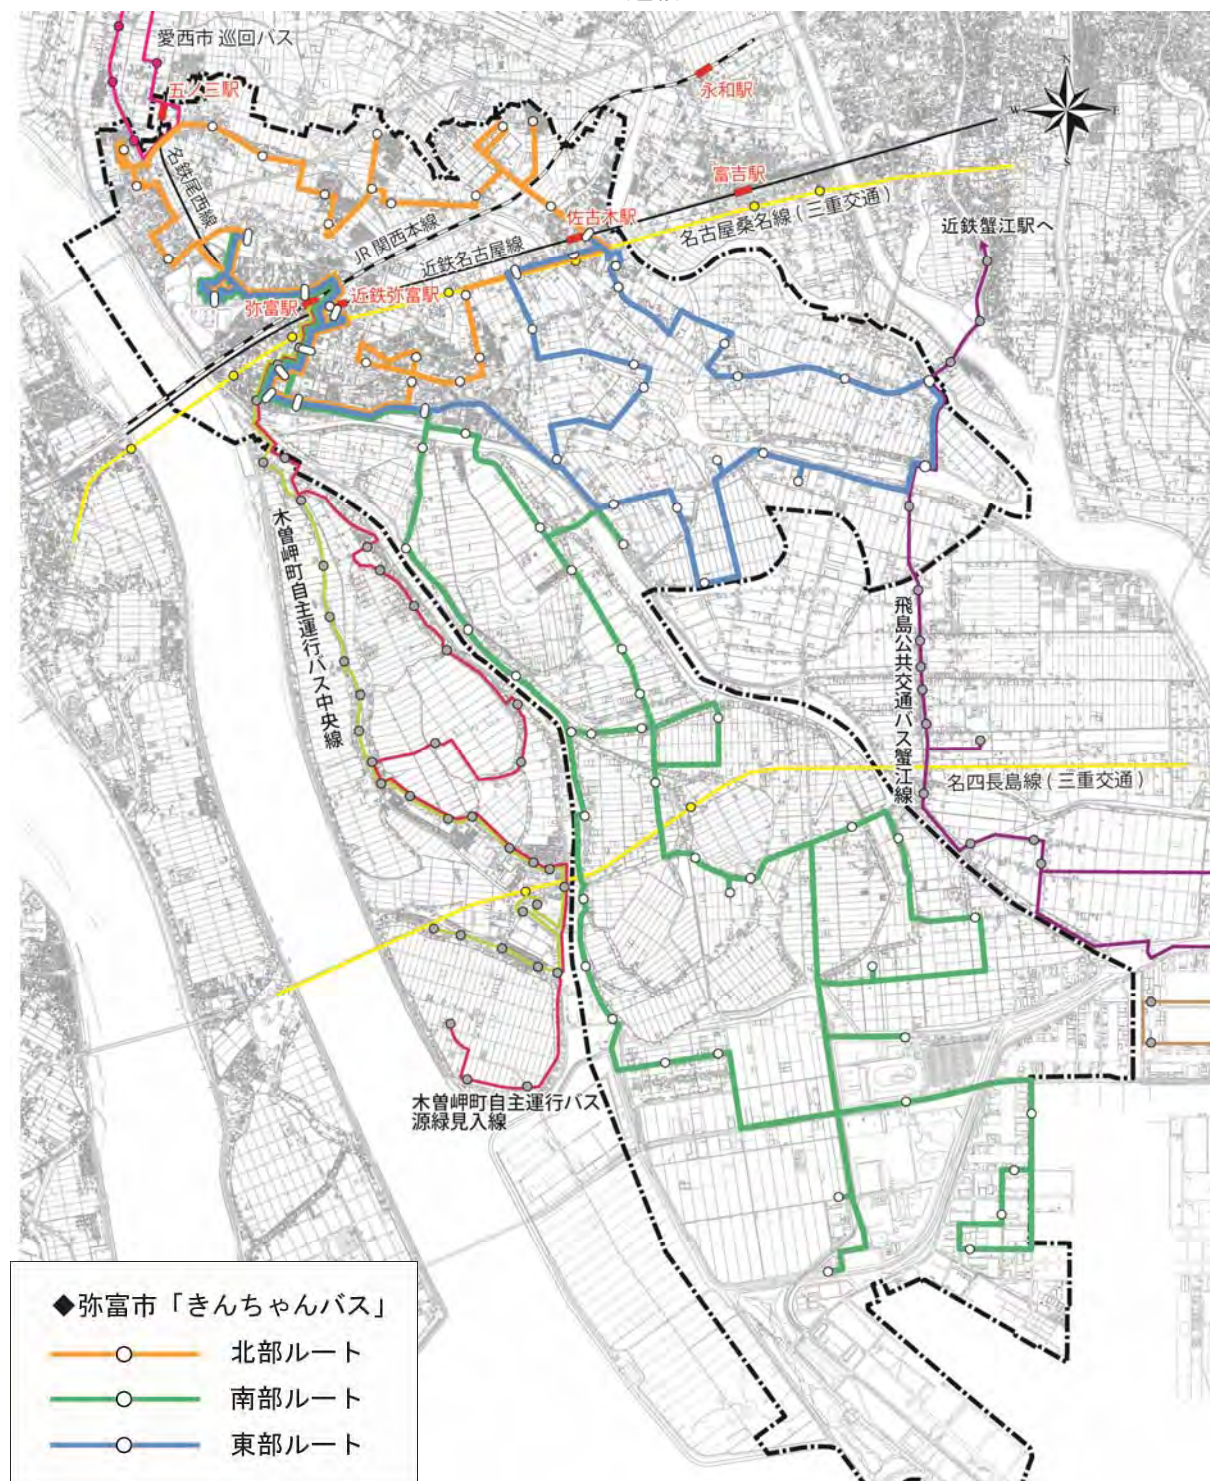 愛西市 巡回バス
五ノ三駅
永和駅
N
W
E
S
名鉄尾西線
富吉駅
佐古木駅
名古屋桑名線(三重交通)
近鉄蟹江駅へ
JR関西本線
近鉄名古屋線
弥富駅
近鉄弥富駅
木曽岬町自主運行バス中央線
飛島公共交通バス蟹江線
名四長島線(三重交通)
木曽岬町自主運行バス
源緑見入線
◆弥富市「きんちゃんバス」
北部ルート
南部ルート
東部ルート